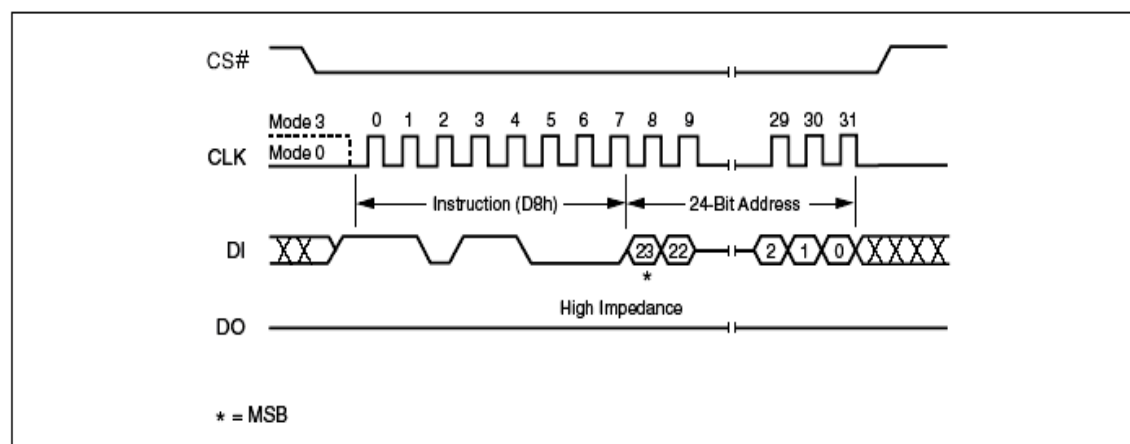 CS#
Mode 3
0 1 2 3 4 5 6 7 8 9 29 30 31
CLK
Mode 0
Instruction (D8h)
24-Bit Address
DI
23 22 2 1 0
*
High Impedance
DO
* = MSB